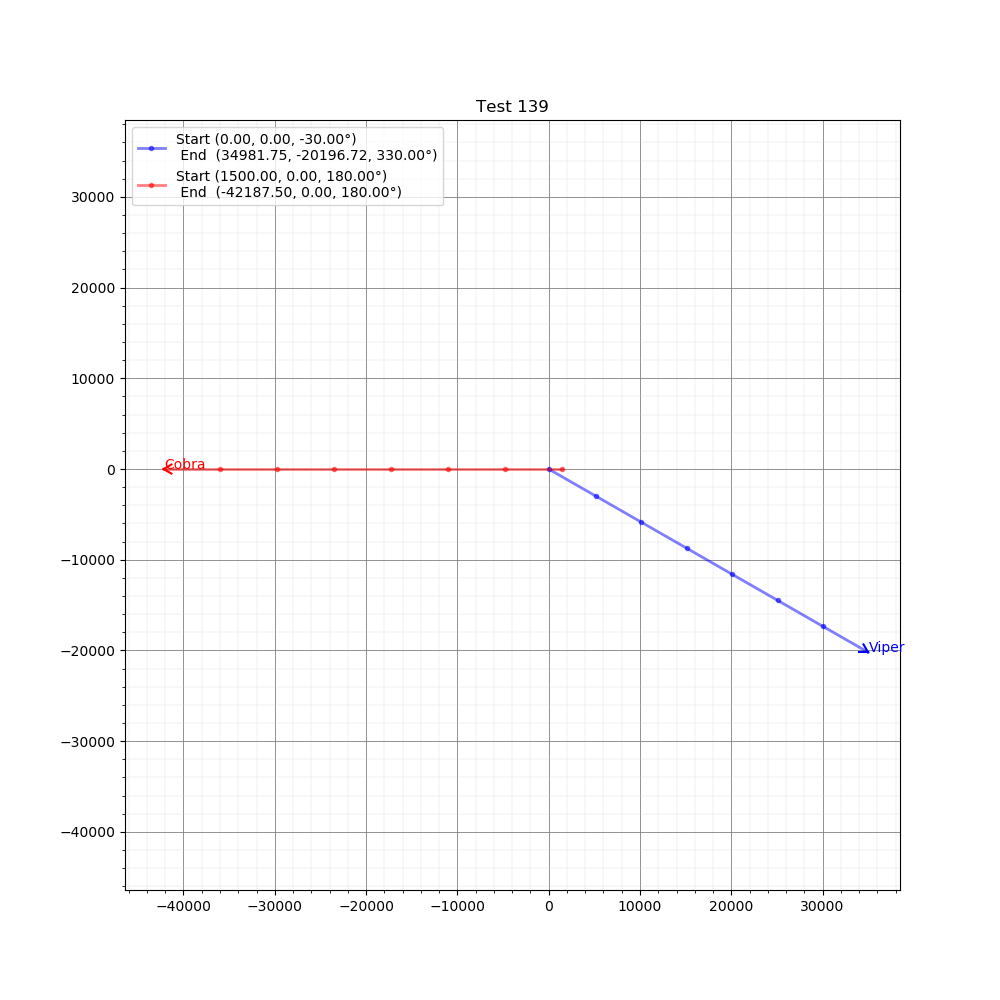 Test 139
Start (0.00, 0.00, -30.00°)
End  (34981.75, -20196.72, 330.00°)
Start (1500.00, 0.00, 180.00°)
End  (-42187.50, 0.00, 180.00°)
30000
20000
10000
0
−10000
−20000
−30000
−40000
Cobra
Viper
−40000 −30000 −20000 −10000 0 10000 20000 30000